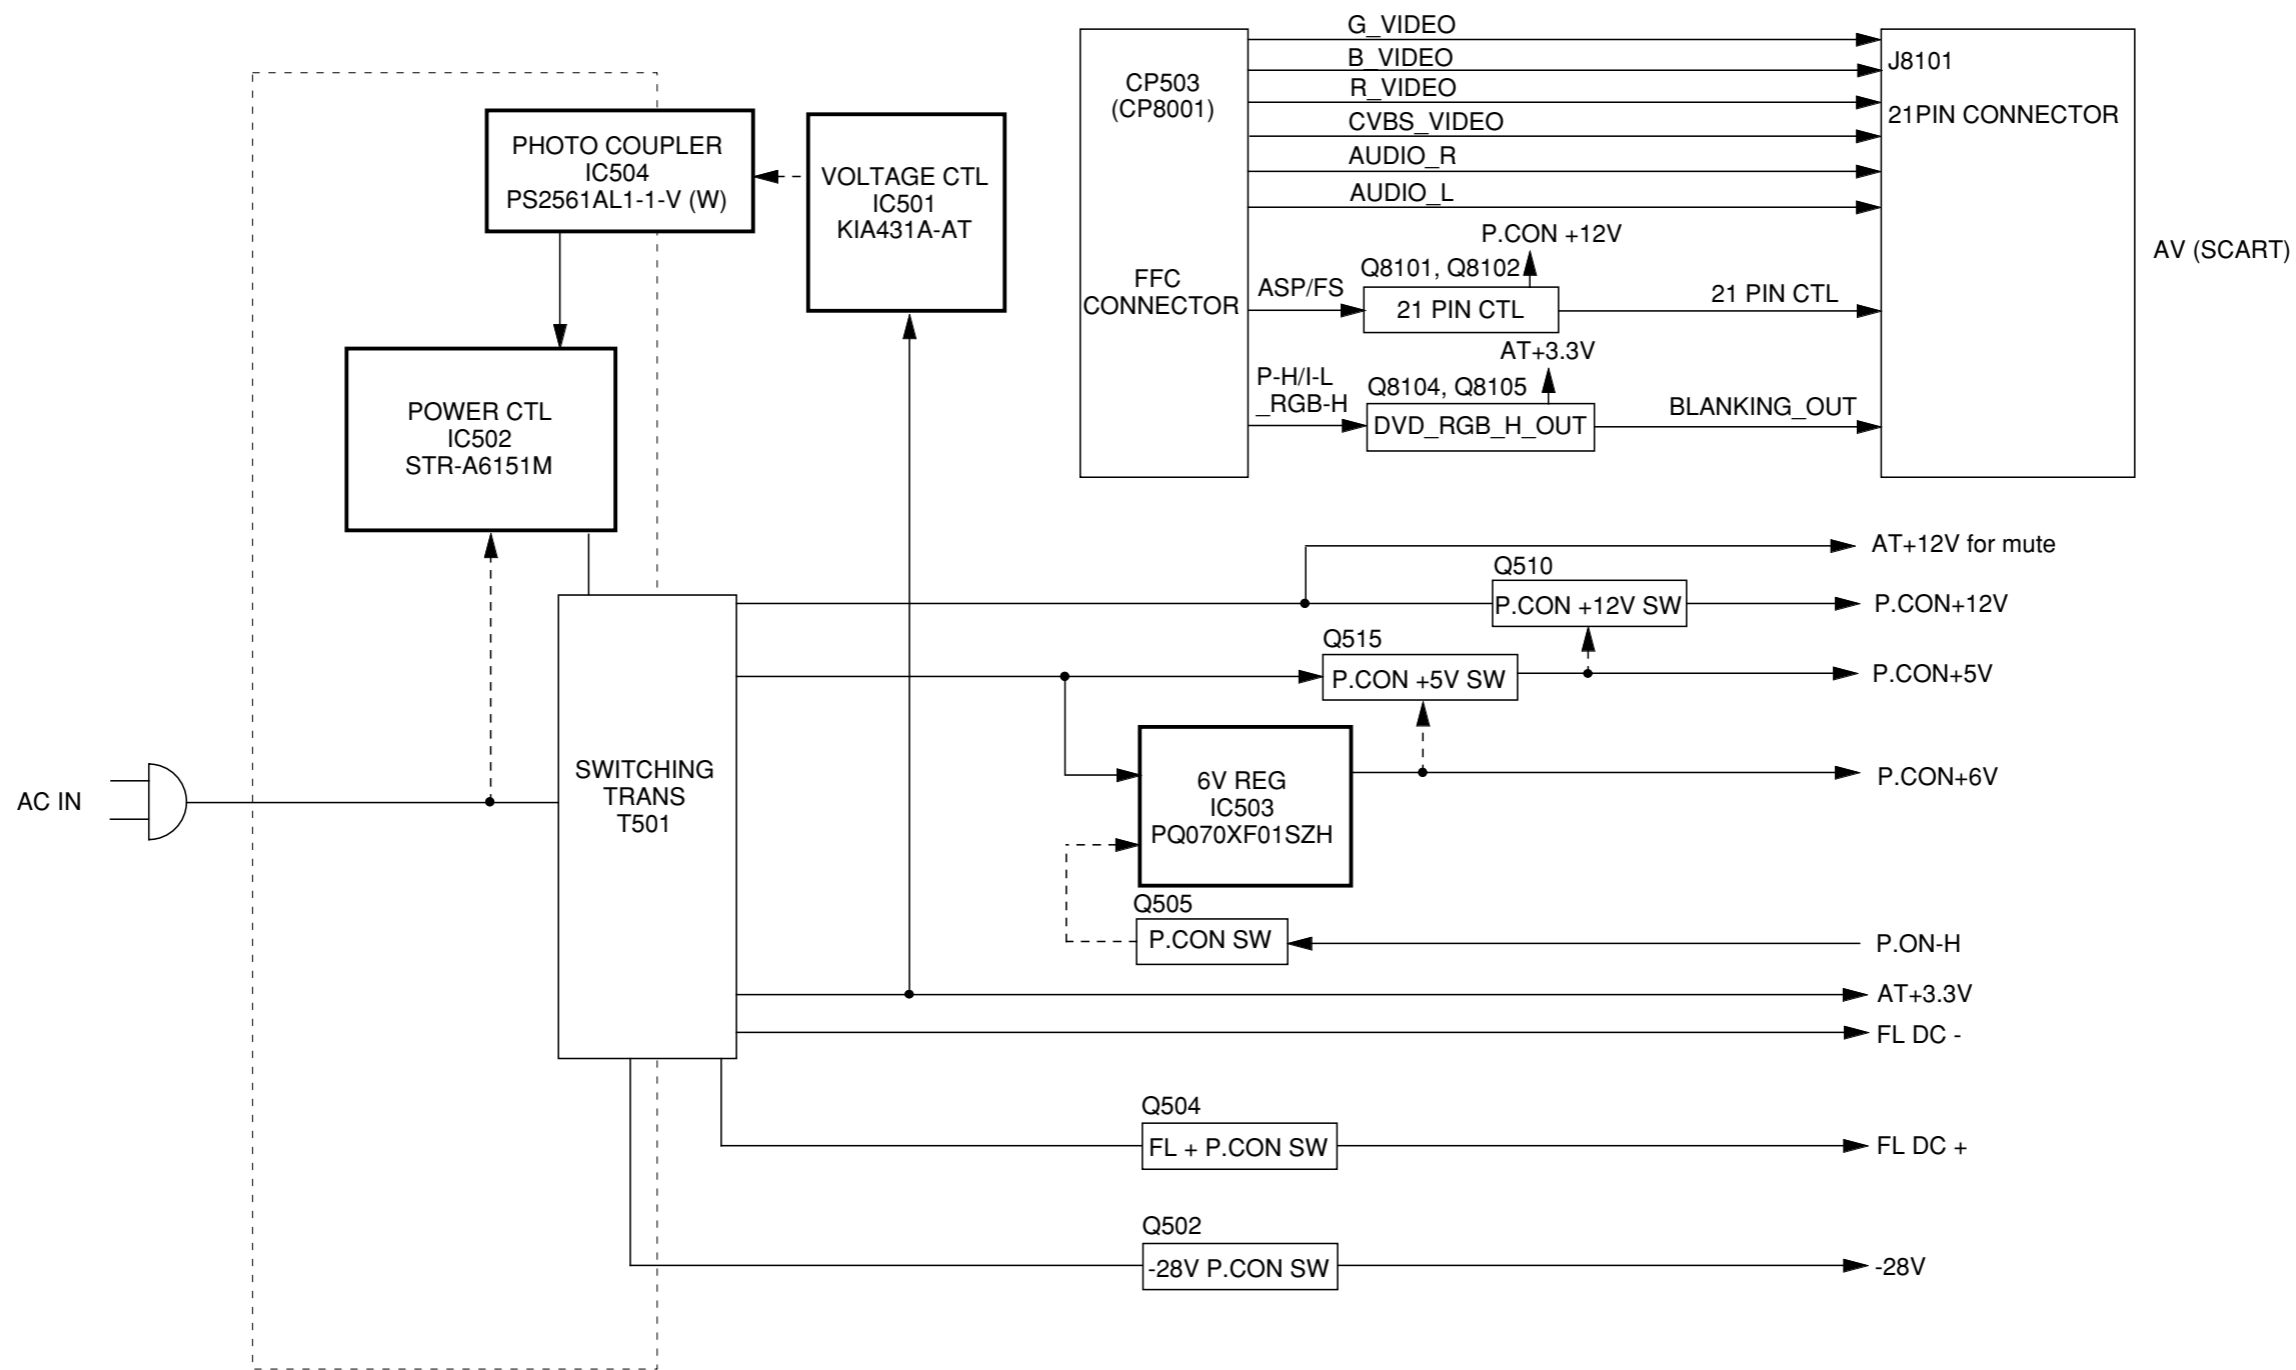 G_VIDEO
B_VIDEO
R_VIDEO
CVBS_VIDEO
AUDIO_R
AUDIO_L
CP503
(CP8001)
FFC
CONNECTOR
J8101
21PIN CONNECTOR
AV (SCART)
P.CON +12V
Q8101, Q8102
ASP/FS
21 PIN CTL
21 PIN CTL
AT+3.3V
P-H/I-L
_RGB-H
Q8104, Q8105
DVD_RGB_H_OUT
BLANKING_OUT
PHOTO COUPLER
IC504
PS2561AL1-1-V (W)
VOLTAGE CTL
IC501
KIA431A-AT
POWER CTL
IC502
STR-A6151M
AT+12V for mute
Q510
P.CON +12V SW
P.CON+12V
Q515
P.CON +5V SW
P.CON+5V
SWITCHING
TRANS
T501
AC IN
6V REG
IC503
PQ070XF01SZH
P.CON+6V
Q505
P.CON SW
P.ON-H
AT+3.3V
FL DC -
Q504
FL + P.CON SW
FL DC +
Q502
-28V P.CON SW
-28V